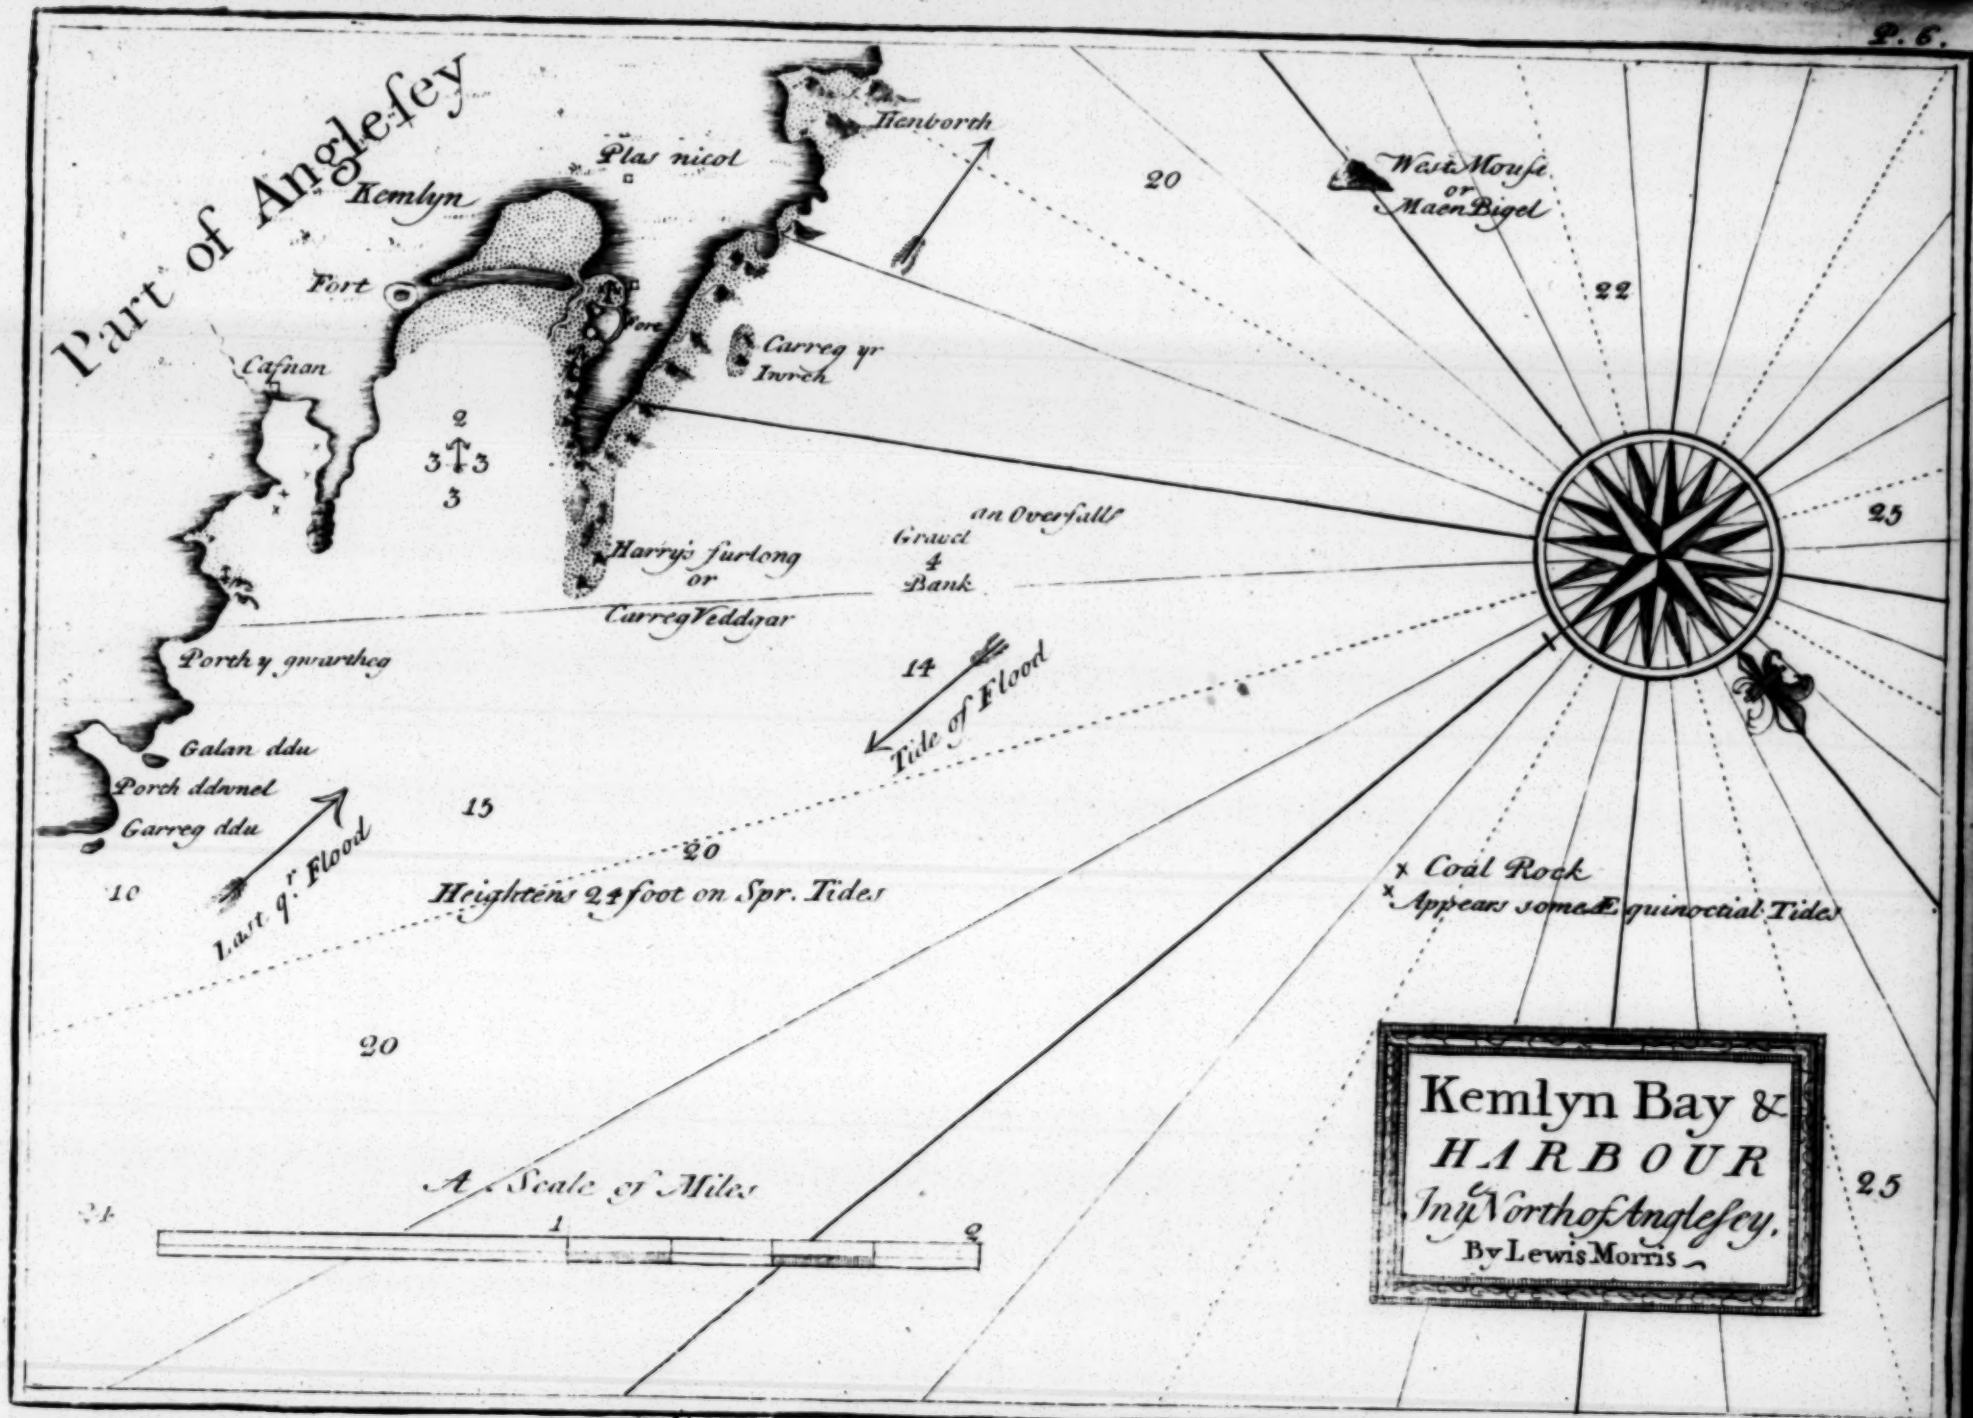 P. 6.
Part of Angleſey
Henborth
Plas nicol
Kemlyn
West Mouſe
or
Maen Bigel
20
Fort
22
Fort
Carreg yr
Iwrch
Cafnan
2
3 3
3
an Overfalls
Gravel
4
Bank
25
Harry's furlong
or
Carreg Veddgar
Porth y gwartheg
14
Tide of Flood
Galan ddu
Porth ddwnel
Garreg ddu
15
Last qr. Flood
10
20
Heightens 24 foot on Spr. Tides
x Coal Rock
x Appears some Æquinoctial Tides
20
A Scale of Miles
1
2
24
Kemlyn Bay &
HARBOUR
In ye North of Angleſey.
By Lewis Morris
25